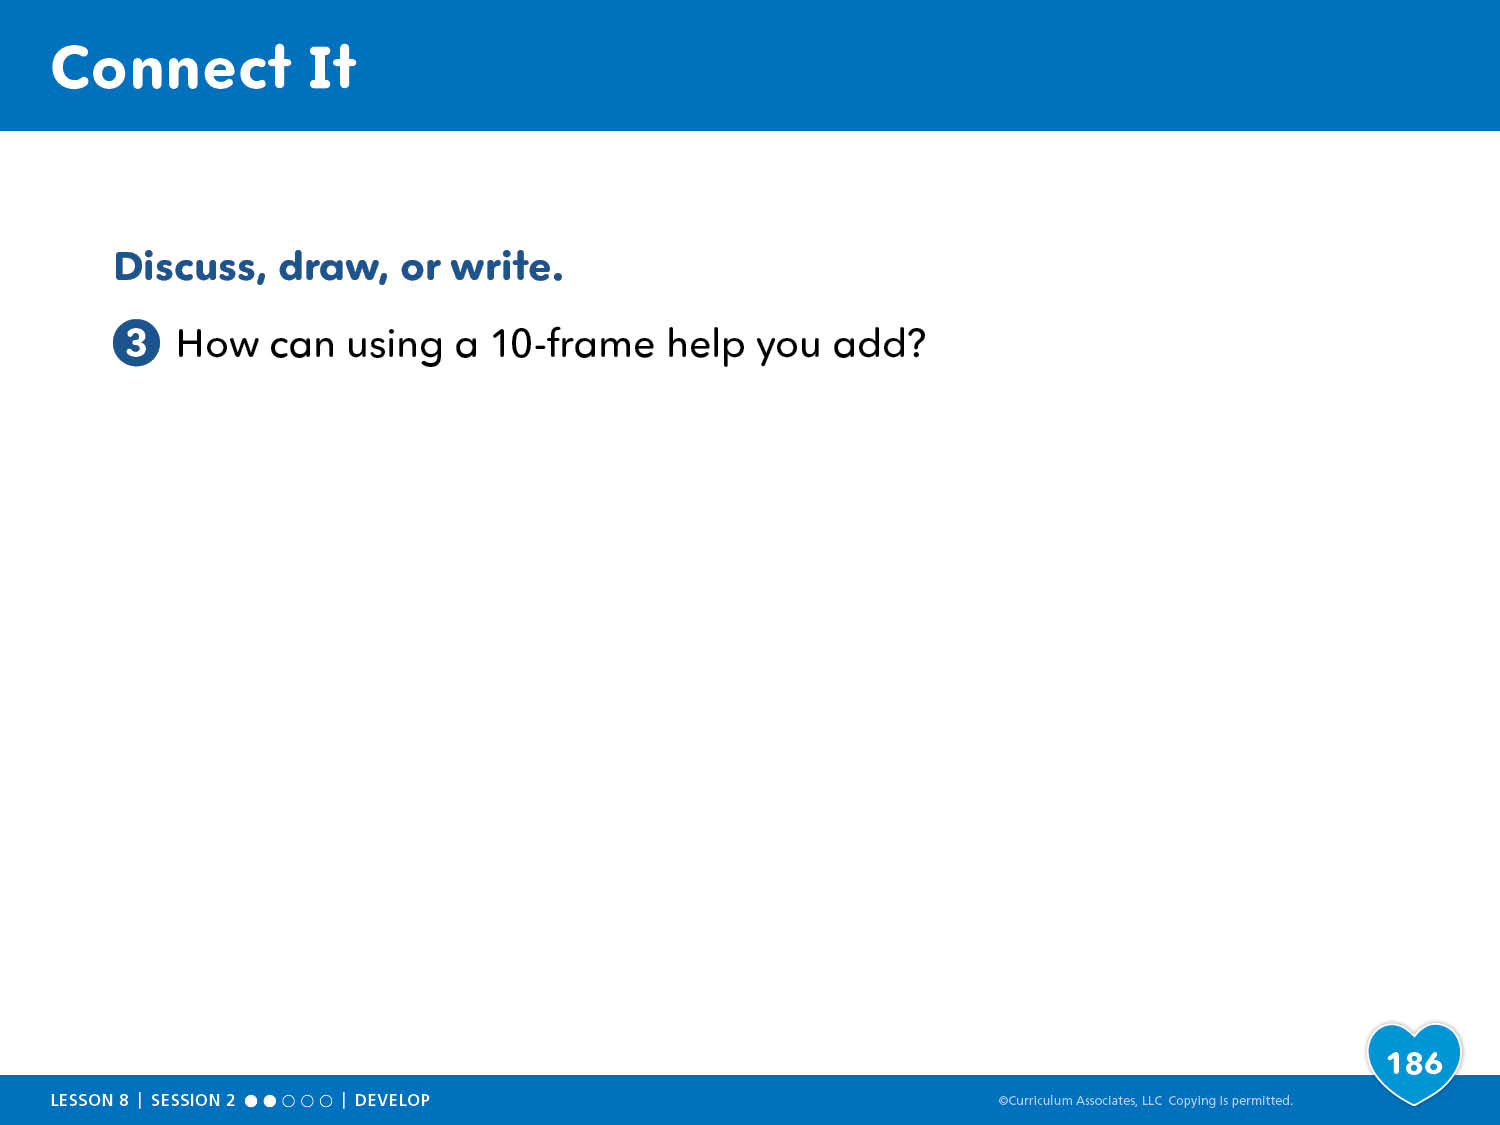 Connect It
Discuss, draw, or write.
3 How can using a 10-frame help you add?
186
LESSON 8 | SESSION 2 ●●○○○ | DEVELOP
©Curriculum Associates, LLC Copying is permitted.